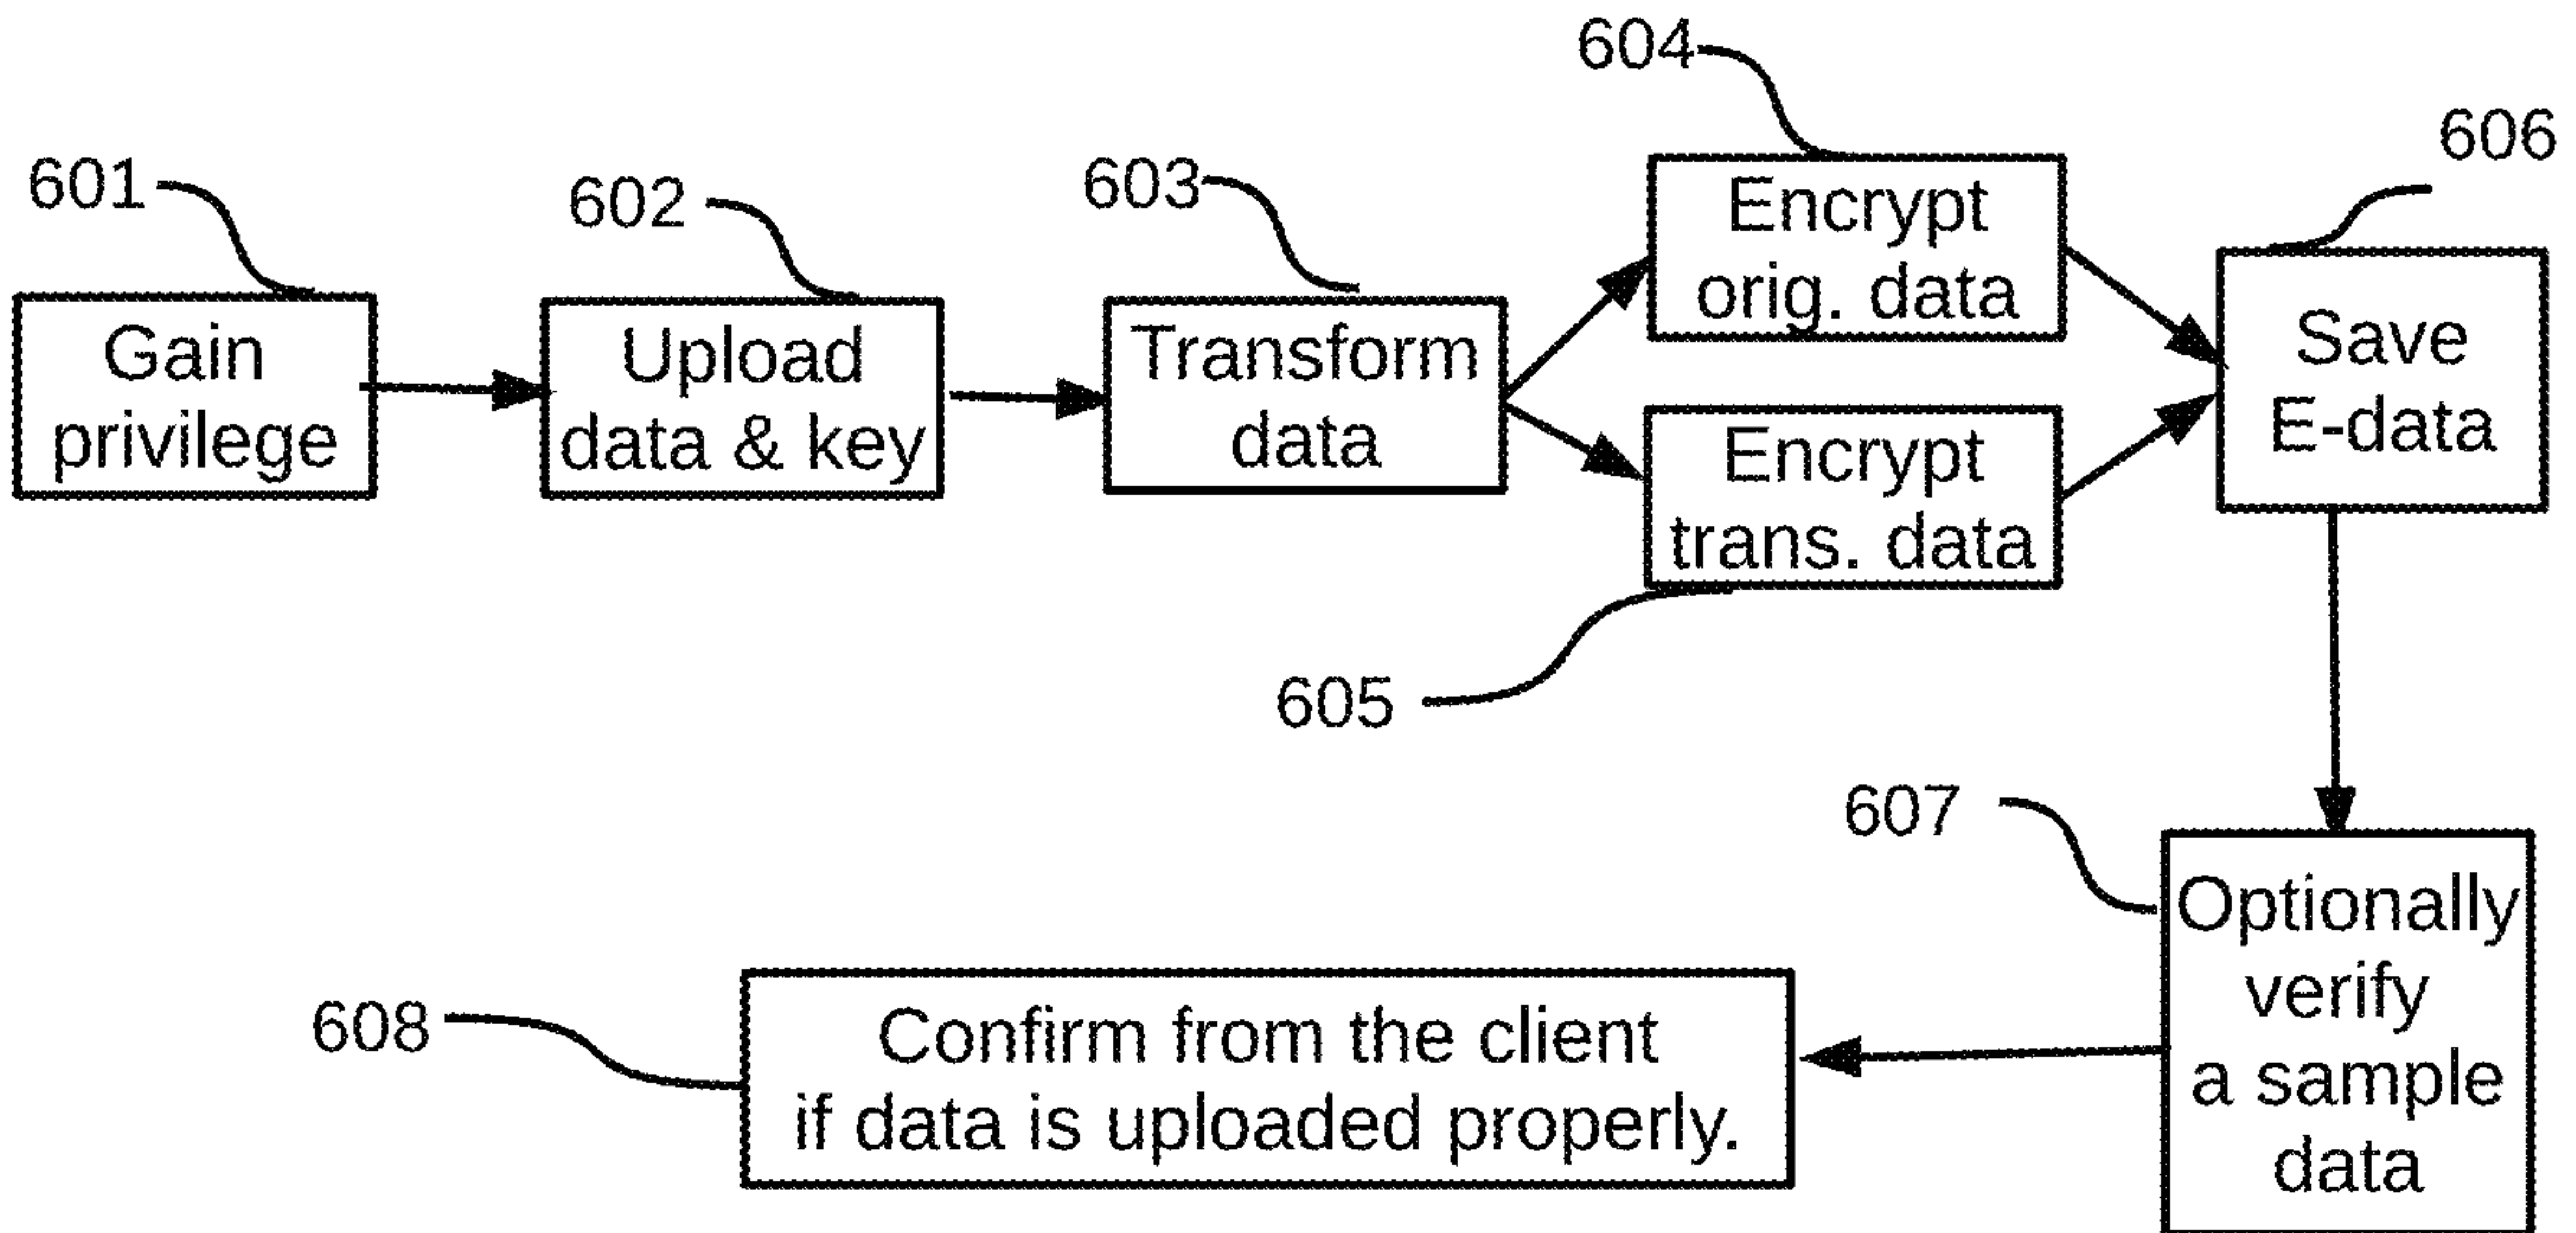 601
Gain
privilege
602
Upload
data & key
603
Transform
data
604
Encrypt
orig. data
Encrypt
trans. data
605
606
Save
E-data
607
Optionally
verify
a sample
data
608
Confirm from the client
if data is uploaded properly.